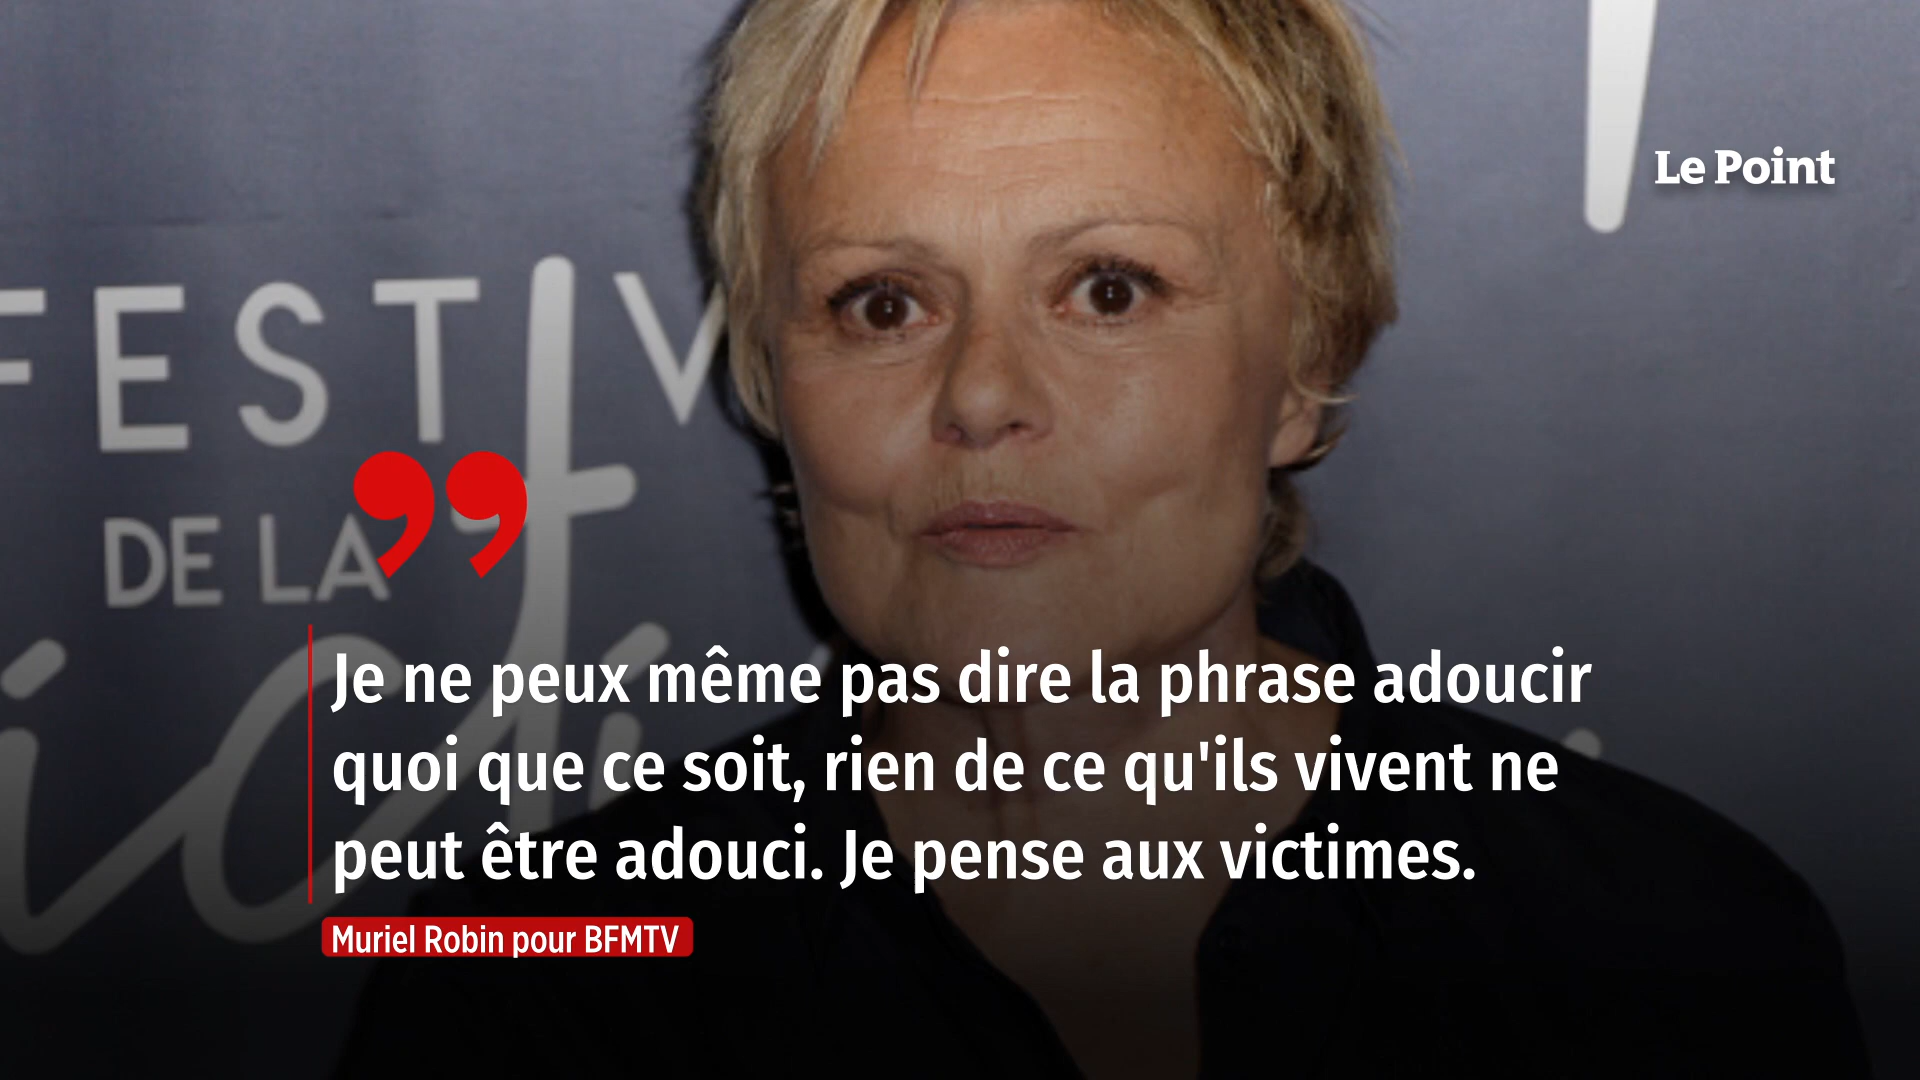 Le Point
FESTIV
DE LA
”
Je ne peux même pas dire la phrase adoucir
quoi que ce soit, rien de ce qu'ils vivent ne
peut être adouci. Je pense aux victimes.
Muriel Robin pour BFMTV